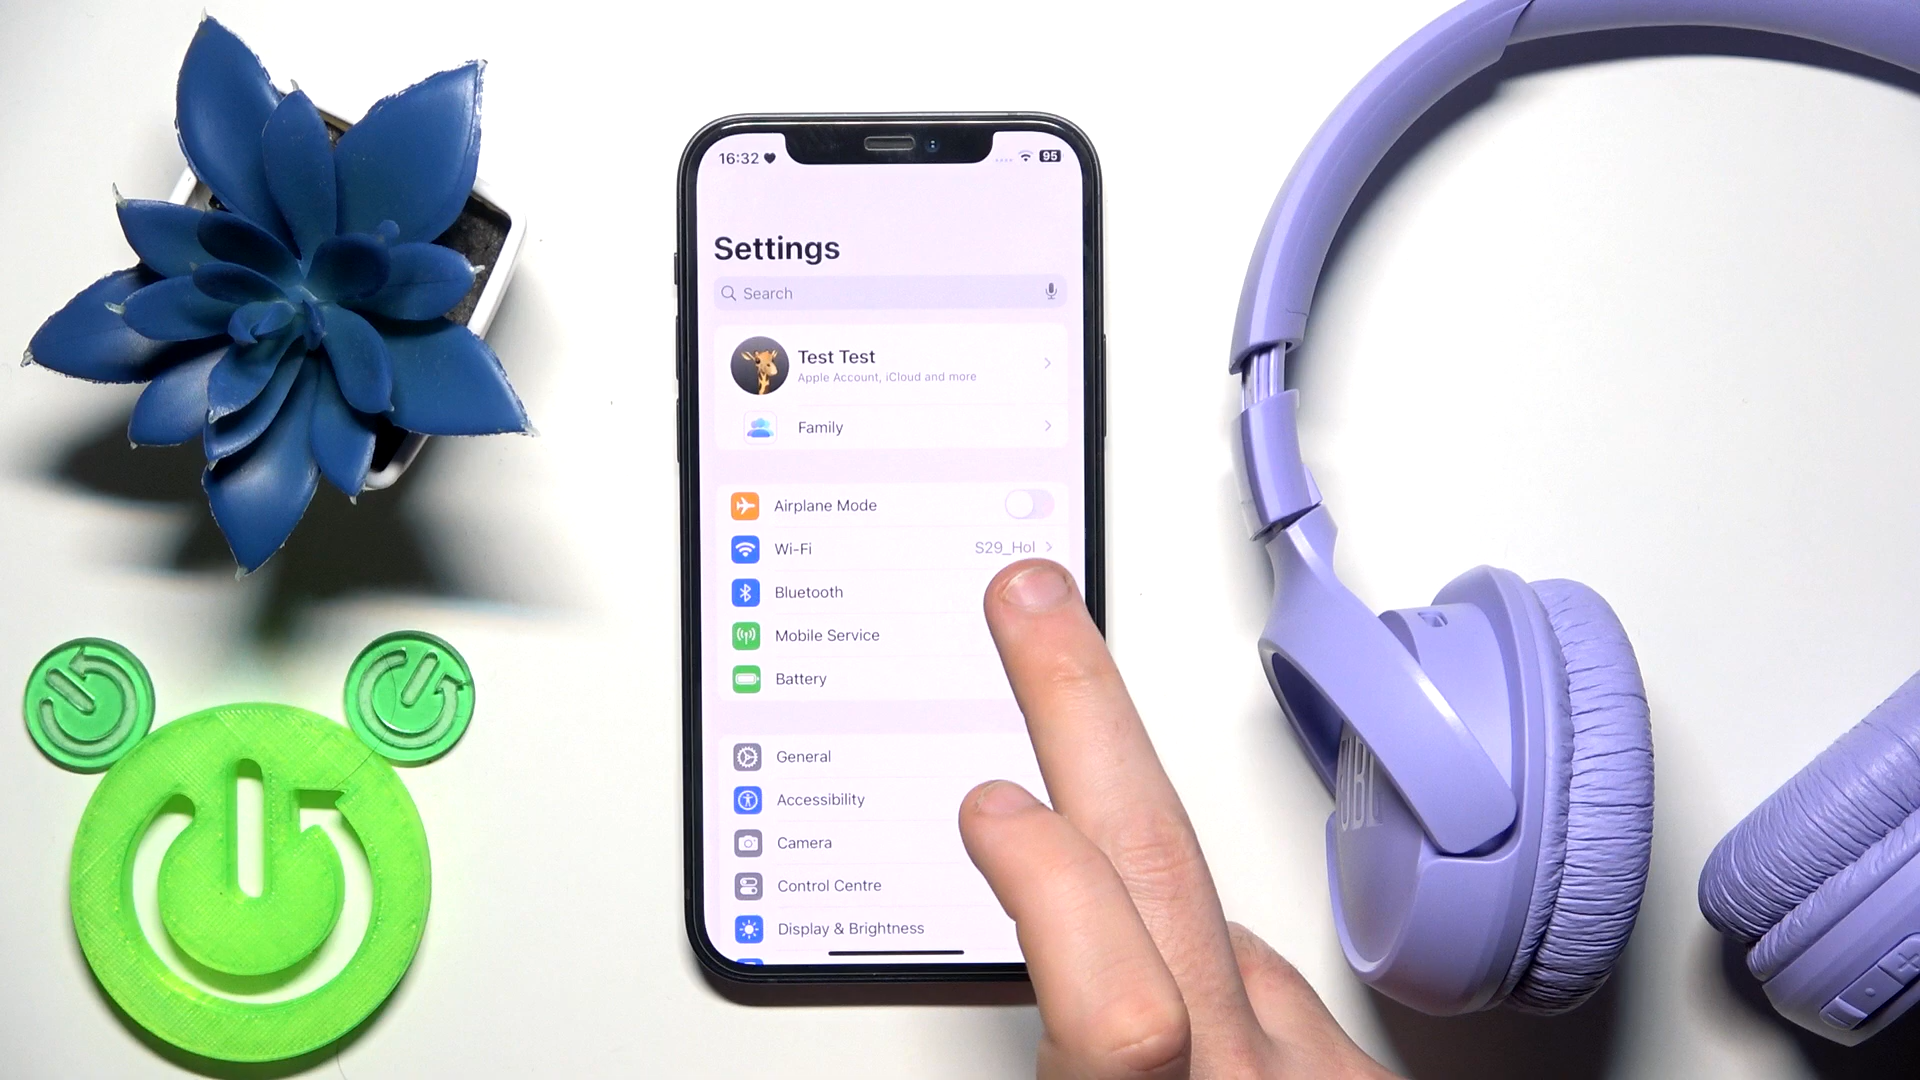 16:32
95
Settings
Search
Test Test
Apple Account, iCloud and more
Family
Airplane Mode
Wi-Fi S29_Hol
Bluetooth
Mobile Service
Battery
General
Accessibility
Camera
Control Centre
Display & Brightness
JBL